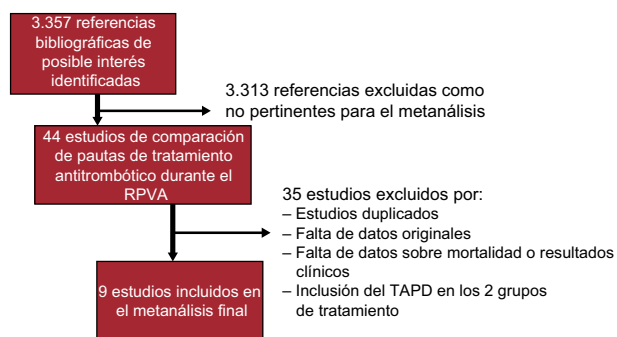 3.357 referencias
bibliográficas de
posible interés
identificadas
3.313 referencias excluidas como
no pertinentes para el metanálisis
44 estudios de comparación
de pautas de tratamiento
antitrombótico durante el
RPVA
35 estudios excluidos por:
– Estudios duplicados
– Falta de datos originales
– Falta de datos sobre mortalidad o resultados
clínicos
– Inclusión del TAPD en los 2 grupos
de tratamiento
9 estudios incluidos en
el metanálisis final